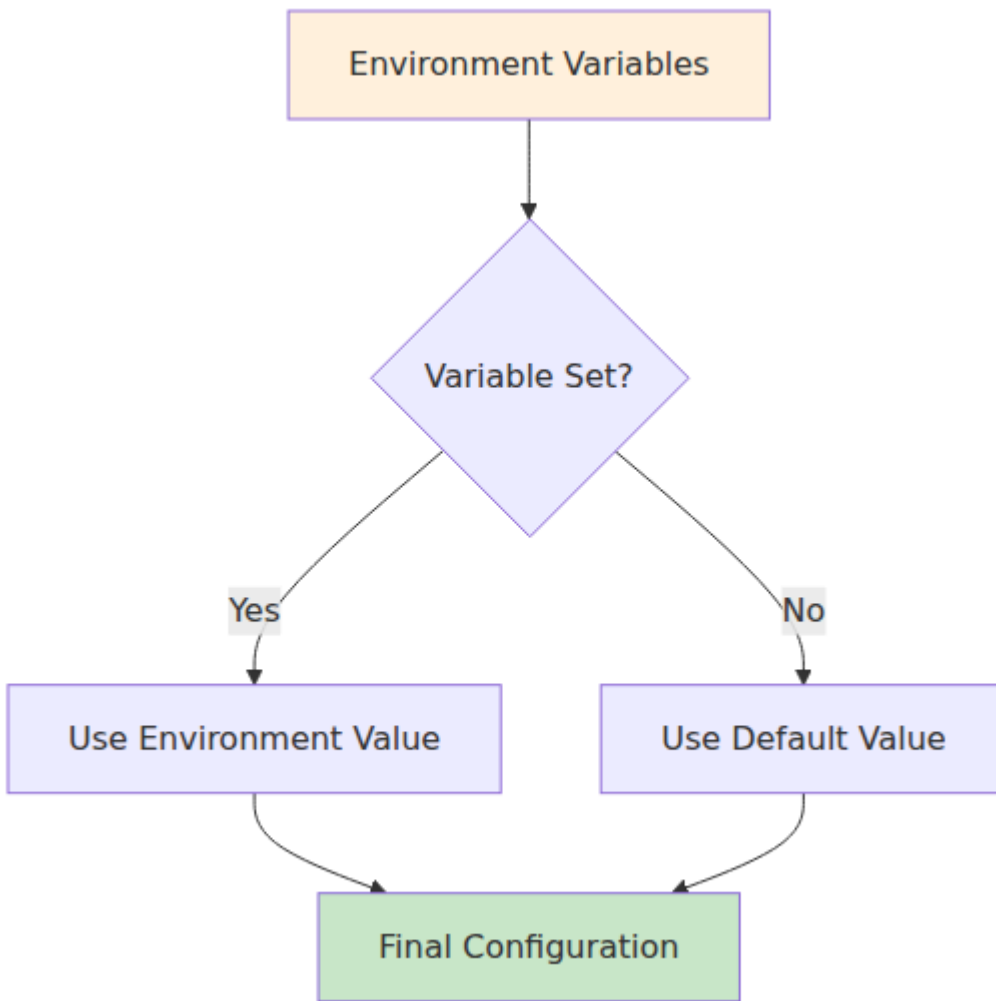 Environment Variables
Variable Set?
Yes
No
Use Environment Value
Use Default Value
Final Configuration